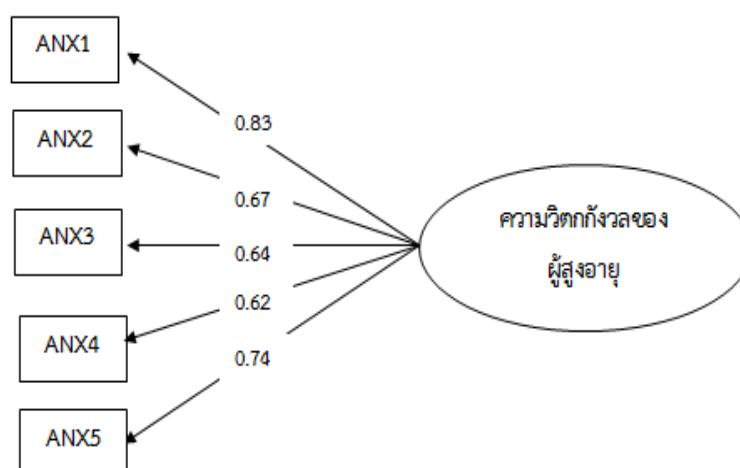 ANX1
ANX2
ANX3
ANX4
ANX5
0.83
0.67
0.64
0.62
0.74
ความวิตกกังวลของ
ผู้สูงอายุ